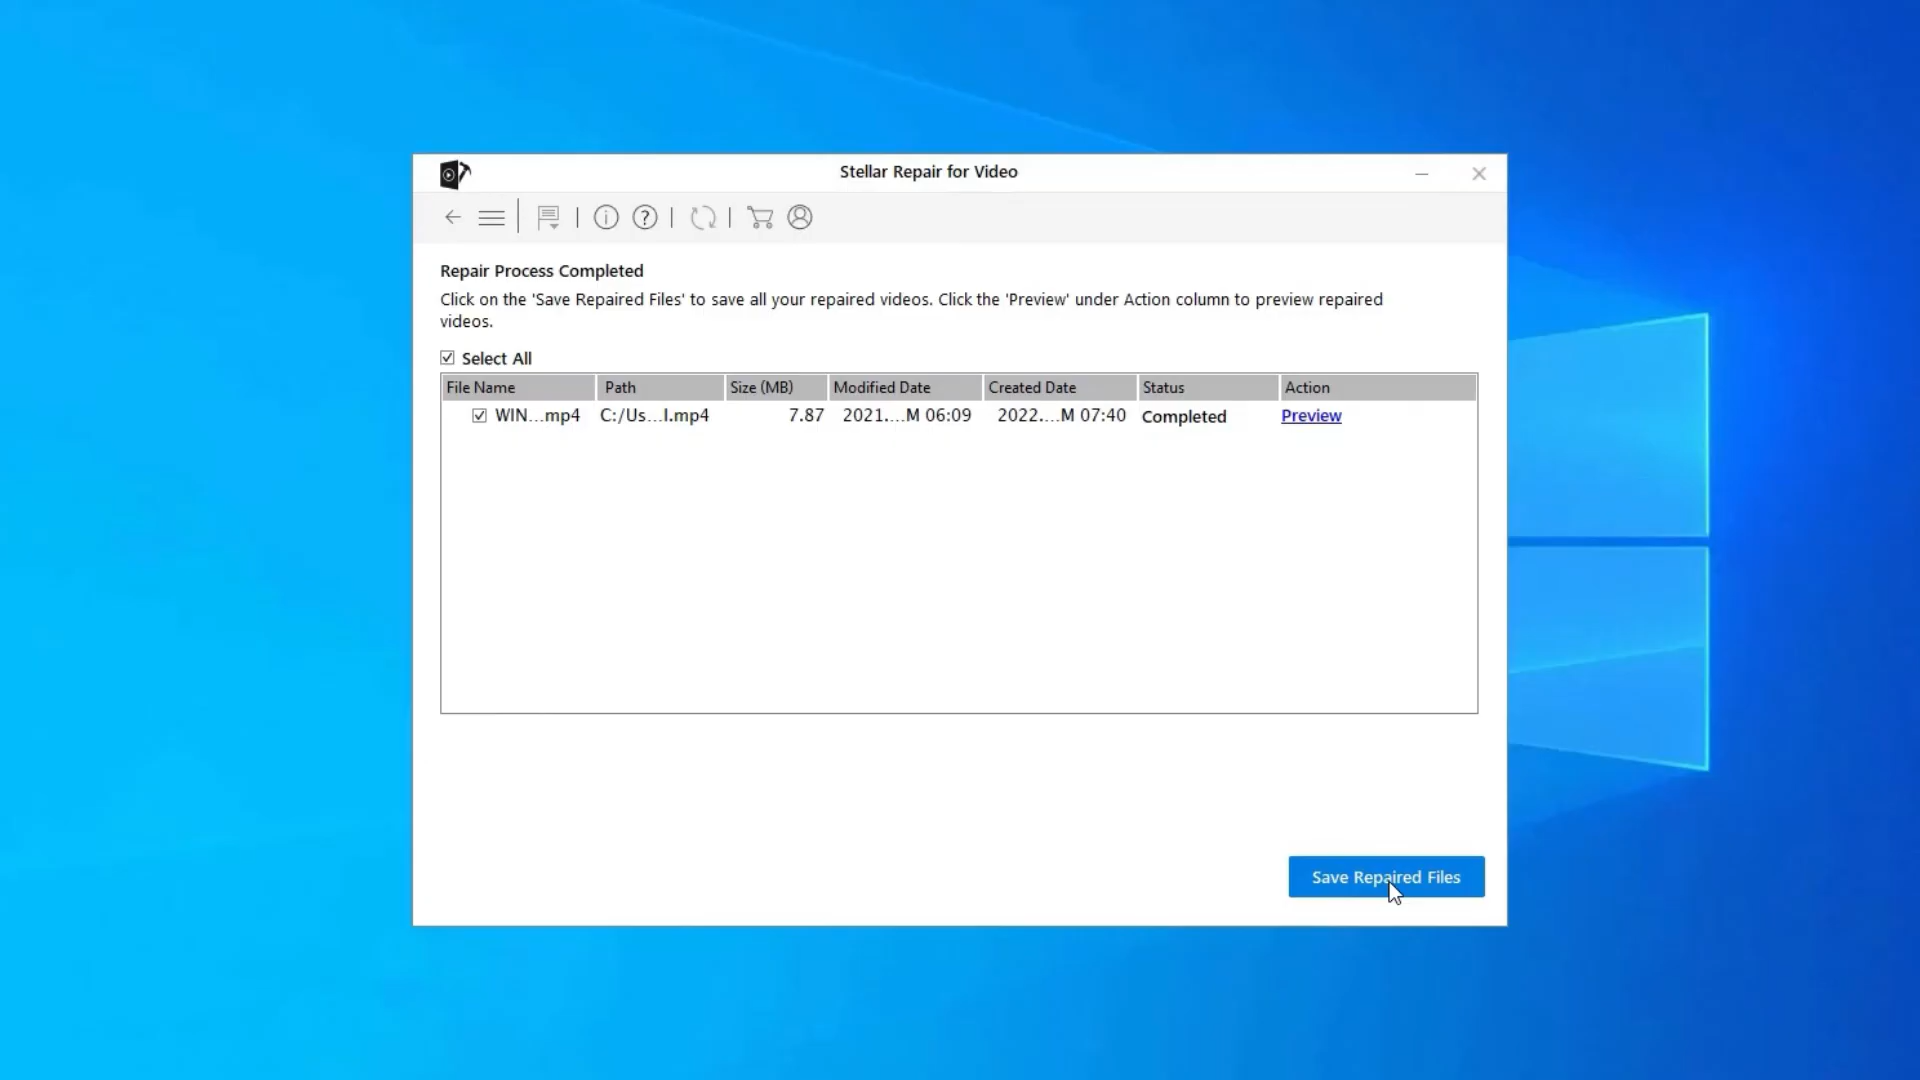 Stellar Repair for Video
Repair Process Completed
Click on the 'Save Repaired Files' to save all your repaired videos. Click the 'Preview' under Action column to preview repaired
videos.
Select All
File Name Path Size (MB) Modified Date Created Date Status Action
WIN...mp4 C:/Us...I.mp4 7.87 2021....M 06:09 2022....M 07:40 Completed Preview
Save Repaired Files